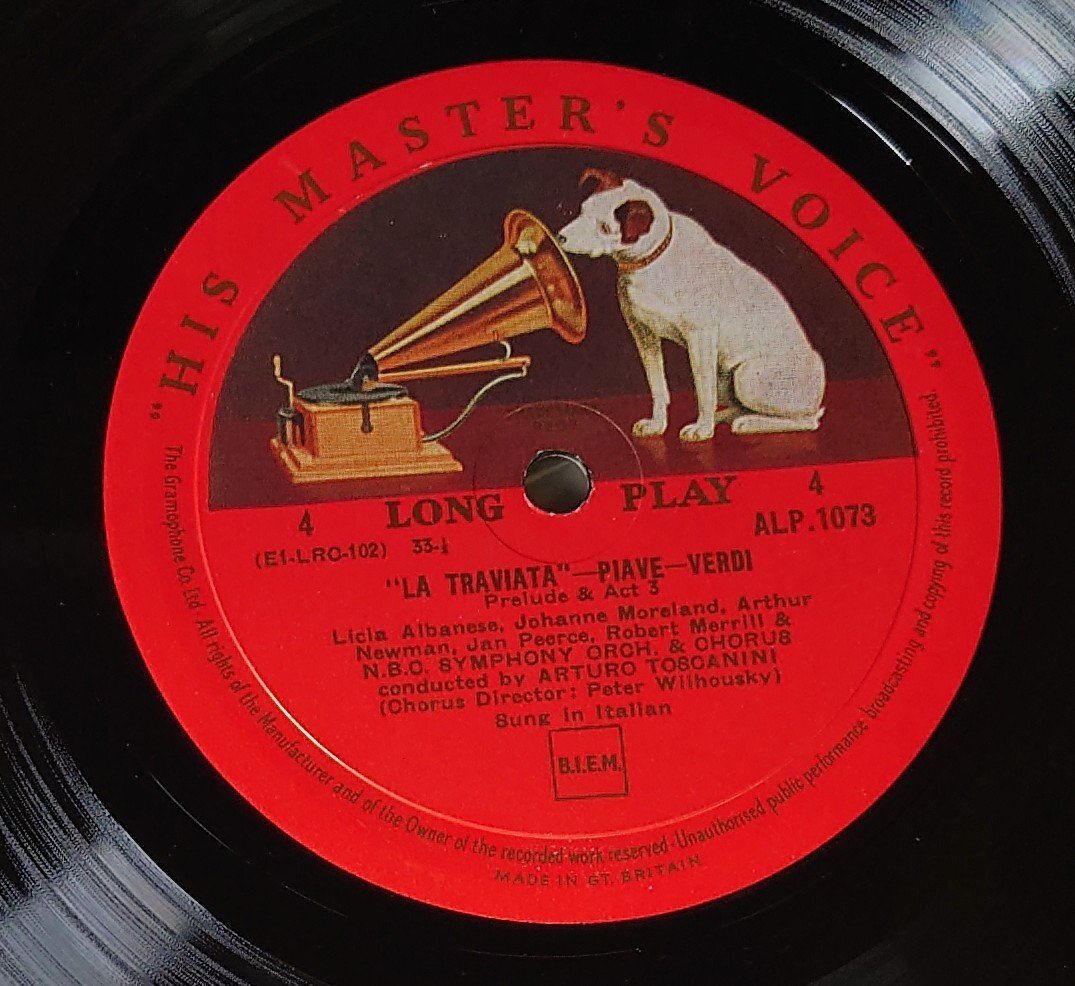 "HIS MASTER'S VOICE"
4 LONG PLAY 4
(E1-LRC-102) 33-⅓ ALP.1073
"LA TRAVIATA"—PIAVE—VERDI
Prelude & Act 3
Licia Albanese, Johanne Moreland, Arthur
Newman, Jan Peerce, Robert Merrill &
N.B.C. SYMPHONY ORCH. & CHORUS
conducted by ARTURO TOSCANINI
(Chorus Director: Peter Wilhousky)
Sung in Italian
B.I.E.M.
The Gramophone Co. Ltd. All rights of the Manufacturer and of the Owner of the recorded work reserved · Unauthorised public performance broadcasting and copying of this record prohibited.
MADE IN GT. BRITAIN